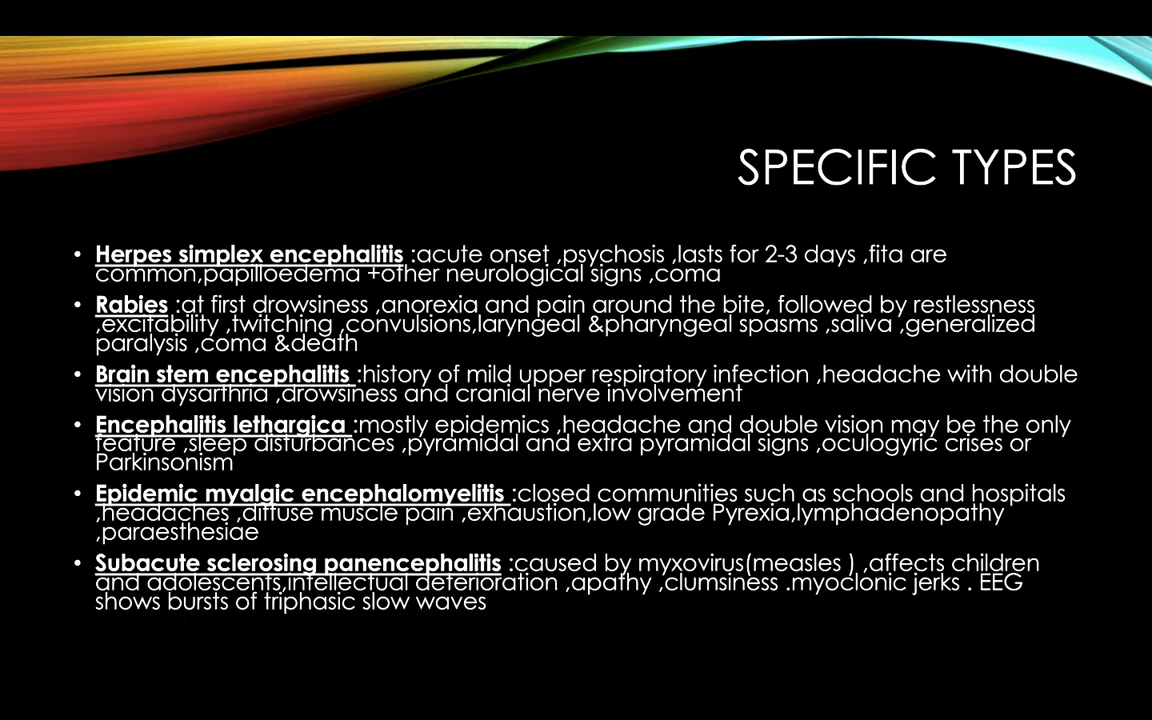 SPECIFIC TYPES
• Herpes simplex encephalitis :acute onset ,psychosis ,lasts for 2-3 days ,fita are
common,papilloedema +other neurological signs ,coma
• Rabies :at first drowsiness ,anorexia and pain around the bite, followed by restlessness
,excitability ,twitching ,convulsions,laryngeal &pharyngeal spasms ,saliva ,generalized
paralysis ,coma &death
• Brain stem encephalitis :history of mild upper respiratory infection ,headache with double
vision dysarthria ,drowsiness and cranial nerve involvement
• Encephalitis lethargica :mostly epidemics ,headache and double vision may be the only
feature ,sleep disturbances ,pyramidal and extra pyramidal signs ,oculogyric crises or
Parkinsonism
• Epidemic myalgic encephalomyelitis :closed communities such as schools and hospitals
,headaches ,diffuse muscle pain ,exhaustion,low grade Pyrexia,lymphadenopathy
,paraesthesiae
• Subacute sclerosing panencephalitis :caused by myxovirus(measles ) ,affects children
and adolescents,intellectual deterioration ,apathy ,clumsiness .myoclonic jerks . EEG
shows bursts of triphasic slow waves